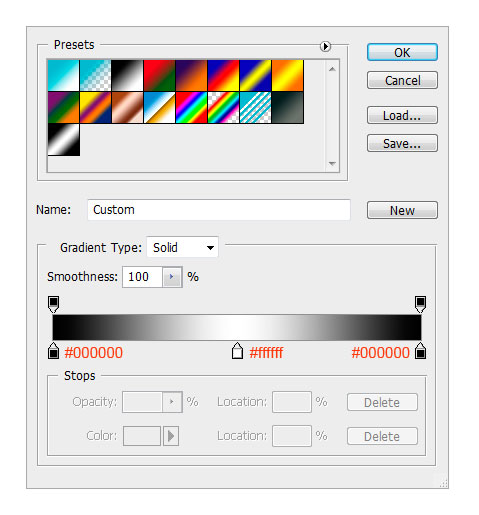 Presets
OK
Cancel
Load...
Save...
Name: Custom
New
Gradient Type: Solid
Smoothness: 100 %
#000000 #ffffff #000000
Stops
Opacity: % Location: % Delete
Color: Location: % Delete